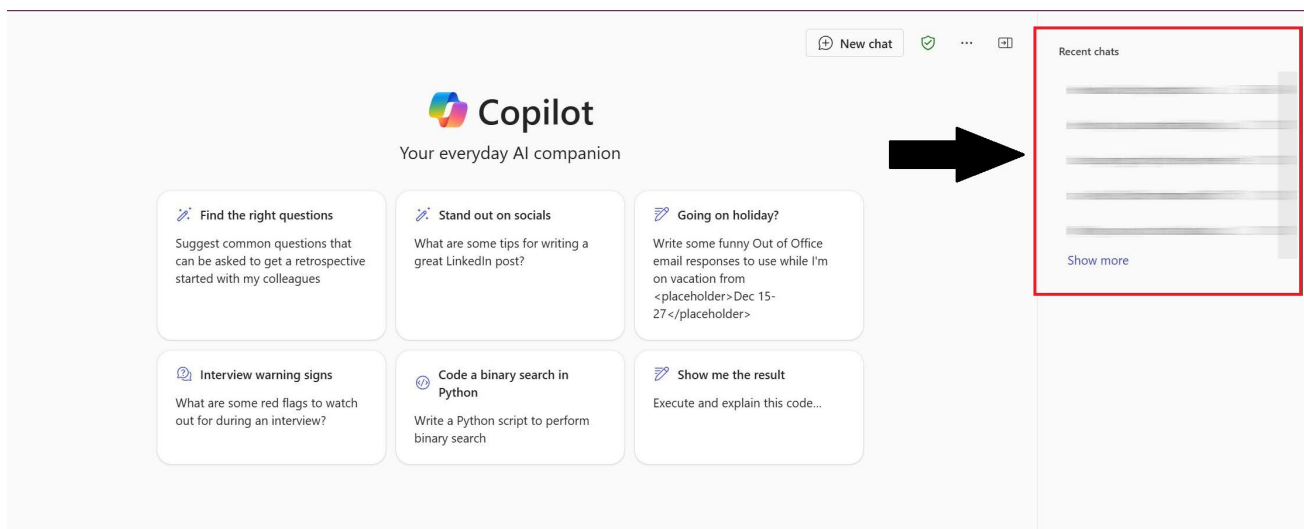 New chat
Recent chats
Copilot
Your everyday AI companion
Find the right questions
Suggest common questions that
can be asked to get a retrospective
started with my colleagues
Stand out on socials
What are some tips for writing a
great LinkedIn post?
Going on holiday?
Write some funny Out of Office
email responses to use while I'm
on vacation from
<placeholder>Dec 15-
27</placeholder>
Interview warning signs
What are some red flags to watch
out for during an interview?
Code a binary search in
Python
Write a Python script to perform
binary search
Show me the result
Execute and explain this code...
Show more